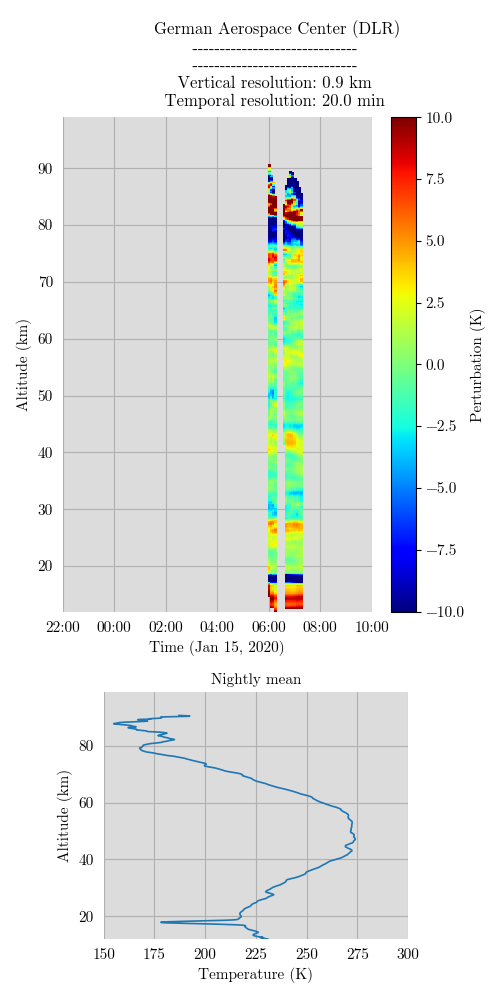 German Aerospace Center (DLR)
------------------------------
------------------------------
Vertical resolution: 0.9 km
Temporal resolution: 20.0 min
90
80
70
60
50
40
30
20
Altitude (km)
22:00 00:00 02:00 04:00 06:00 08:00 10:00
Time (Jan 15, 2020)
10.0
7.5
5.0
2.5
0.0
−2.5
−5.0
−7.5
−10.0
Perturbation (K)
Nightly mean
80
60
40
20
Altitude (km)
150 175 200 225 250 275 300
Temperature (K)